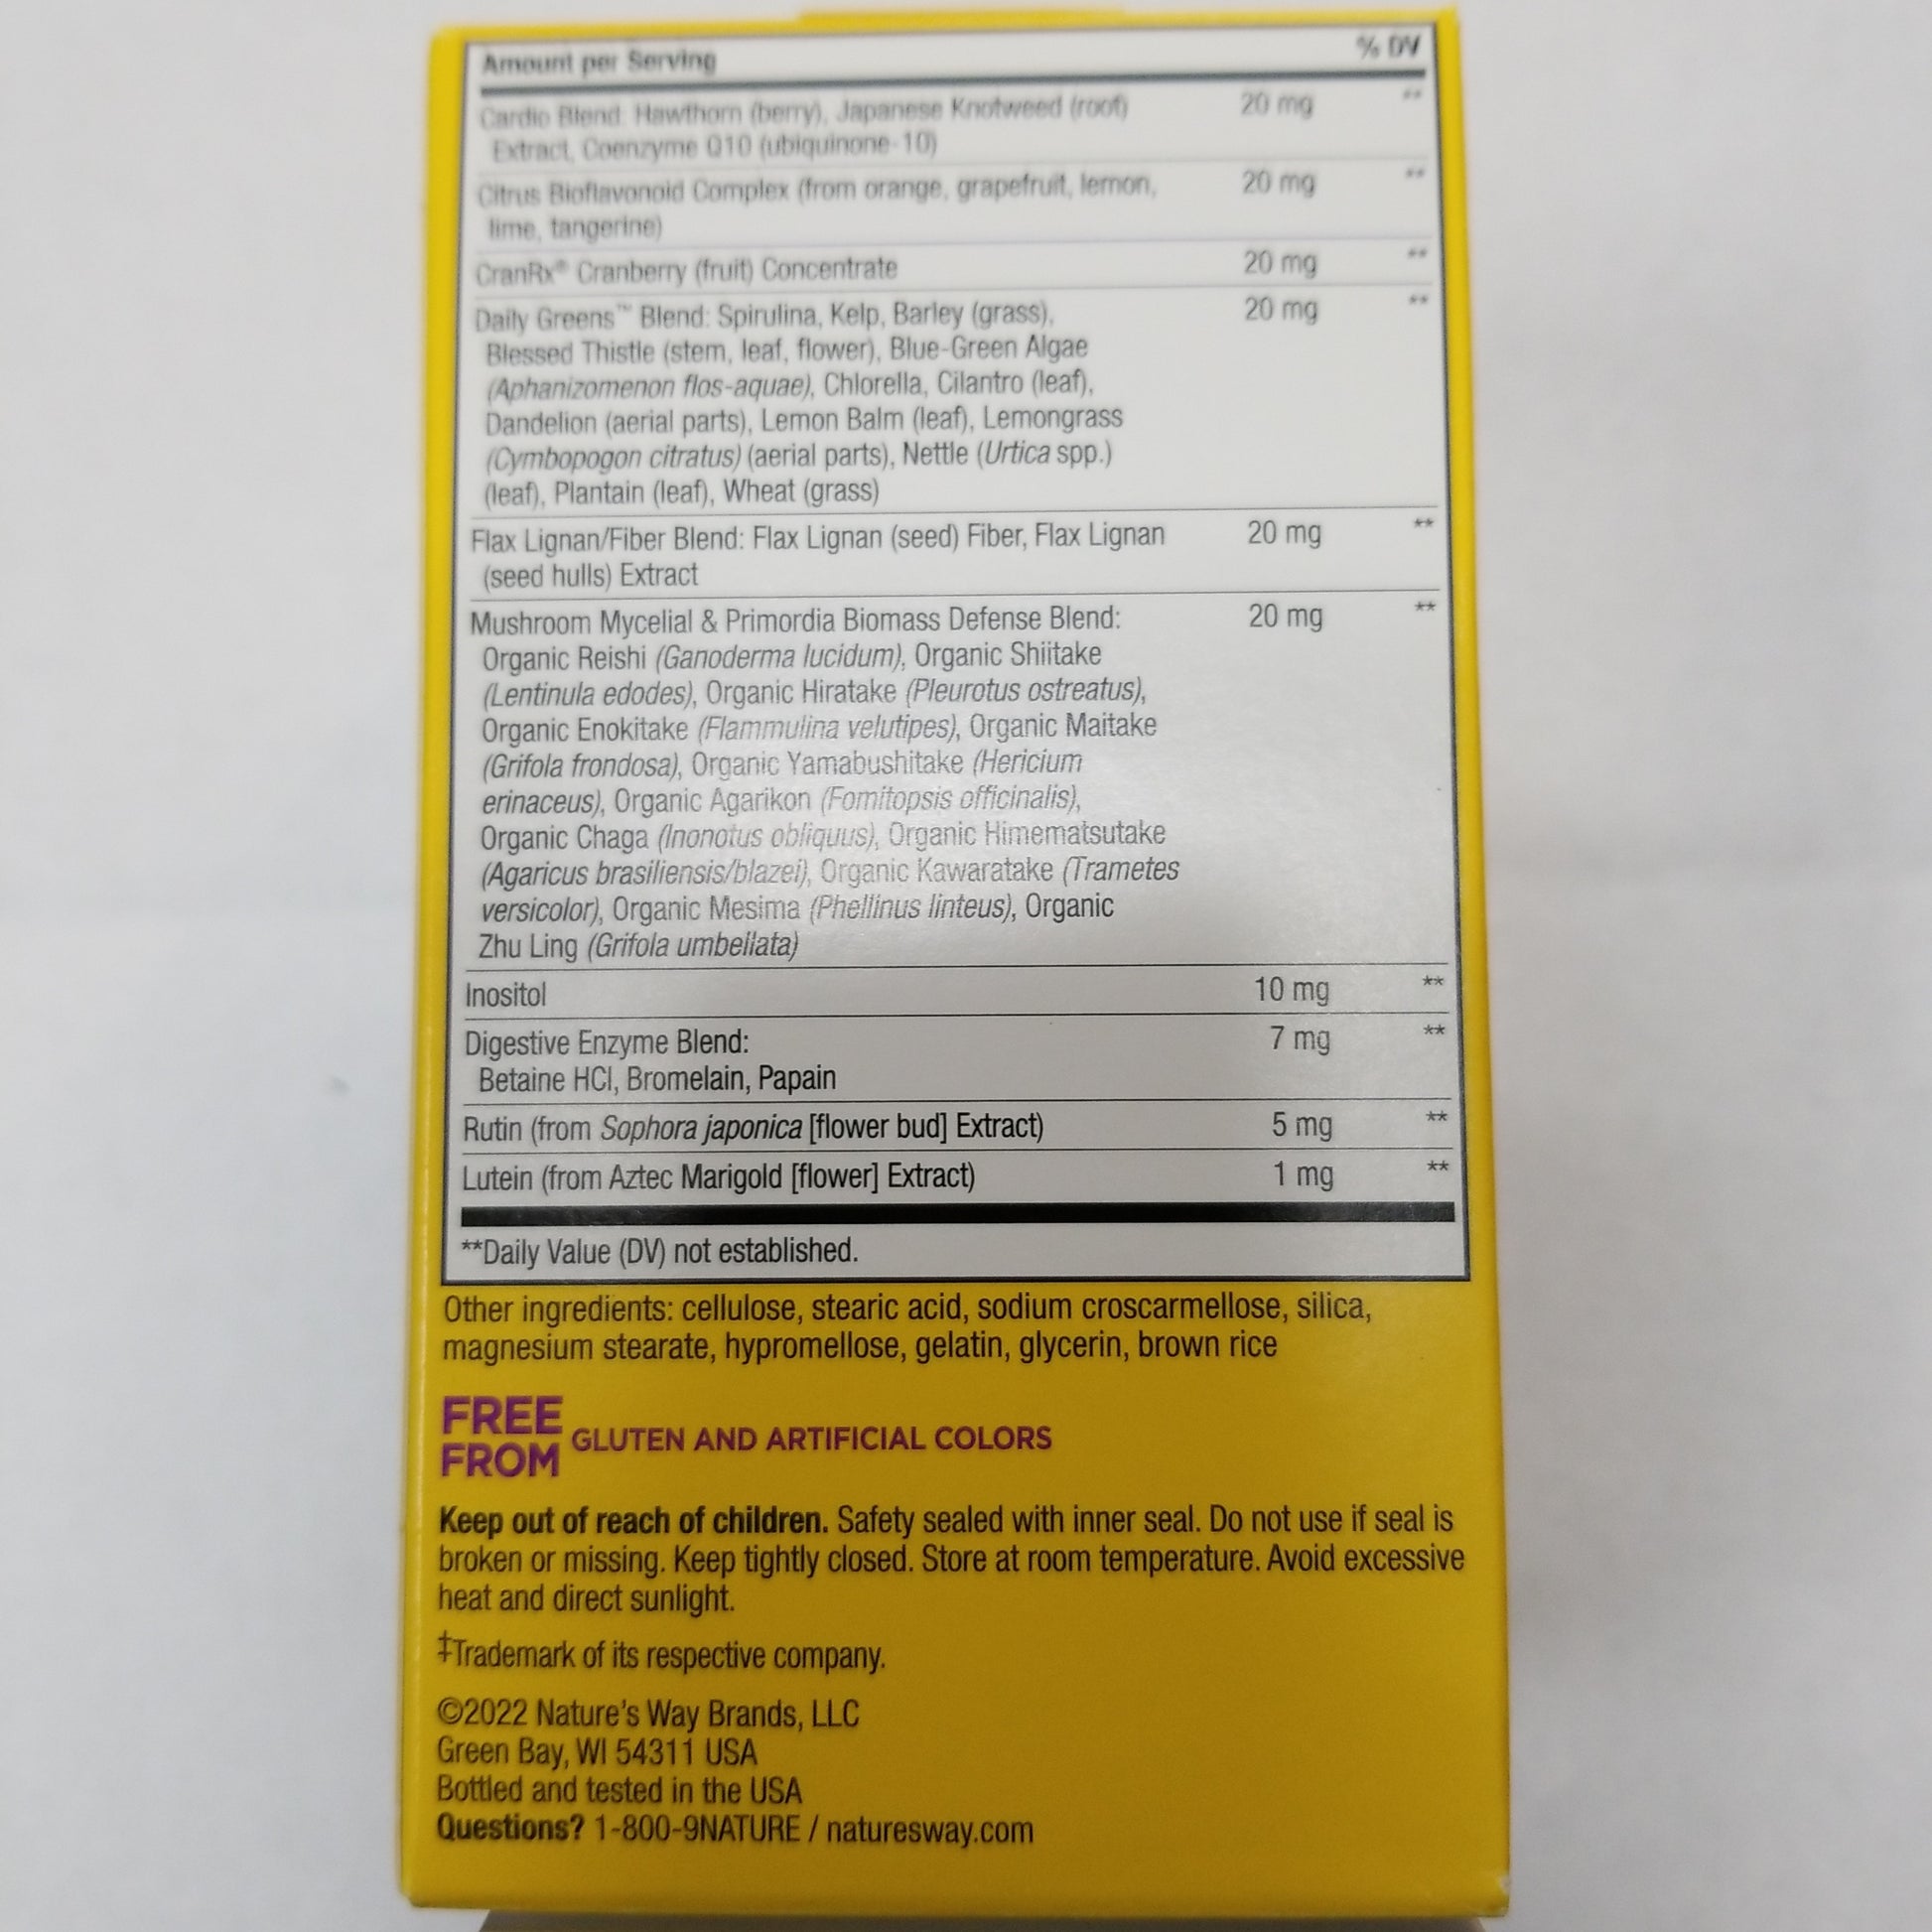 Amount per Serving % DV
Cardio Blend: Hawthorn (berry), Japanese Knotweed (root) 20 mg **
Extract, Coenzyme Q10 (ubiquinone-10)
Citrus Bioflavonoid Complex (from orange, grapefruit, lemon, 20 mg **
lime, tangerine)
CranRx® Cranberry (fruit) Concentrate 20 mg **
Daily Greens™ Blend: Spirulina, Kelp, Barley (grass), 20 mg **
Blessed Thistle (stem, leaf, flower), Blue-Green Algae
(Aphanizomenon flos-aquae), Chlorella, Cilantro (leaf),
Dandelion (aerial parts), Lemon Balm (leaf), Lemongrass
(Cymbopogon citratus) (aerial parts), Nettle (Urtica spp.)
(leaf), Plantain (leaf), Wheat (grass)
Flax Lignan/Fiber Blend: Flax Lignan (seed) Fiber, Flax Lignan 20 mg **
(seed hulls) Extract
Mushroom Mycelial & Primordia Biomass Defense Blend: 20 mg **
Organic Reishi (Ganoderma lucidum), Organic Shiitake
(Lentinula edodes), Organic Hiratake (Pleurotus ostreatus),
Organic Enokitake (Flammulina velutipes), Organic Maitake
(Grifola frondosa), Organic Yamabushitake (Hericium
erinaceus), Organic Agarikon (Fomitopsis officinalis),
Organic Chaga (Inonotus obliquus), Organic Himematsutake
(Agaricus brasiliensis/blazei), Organic Kawaratake (Trametes
versicolor), Organic Mesima (Phellinus linteus), Organic
Zhu Ling (Grifola umbellata)
Inositol 10 mg **
Digestive Enzyme Blend: 7 mg **
Betaine HCl, Bromelain, Papain
Rutin (from Sophora japonica [flower bud] Extract) 5 mg **
Lutein (from Aztec Marigold [flower] Extract) 1 mg **
**Daily Value (DV) not established.
Other ingredients: cellulose, stearic acid, sodium croscarmellose, silica,
magnesium stearate, hypromellose, gelatin, glycerin, brown rice
FREE FROM GLUTEN AND ARTIFICIAL COLORS
Keep out of reach of children. Safety sealed with inner seal. Do not use if seal is
broken or missing. Keep tightly closed. Store at room temperature. Avoid excessive
heat and direct sunlight.
‡Trademark of its respective company.
©2022 Nature's Way Brands, LLC
Green Bay, WI 54311 USA
Bottled and tested in the USA
Questions? 1-800-9NATURE / naturesway.com